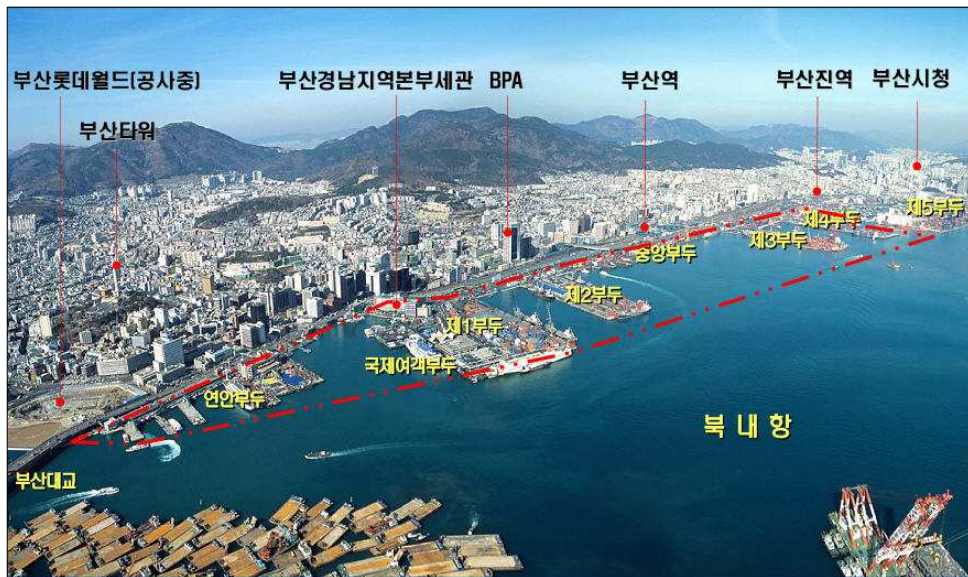 부산롯데월드(공사중)
부산타워
부산경남지역본부세관
BPA
부산역
부산진역
부산시청
제5부두
제4부두
제3부두
중앙부두
제2부두
제1부두
국제여객부두
연안부두
북 내 항
부산대교